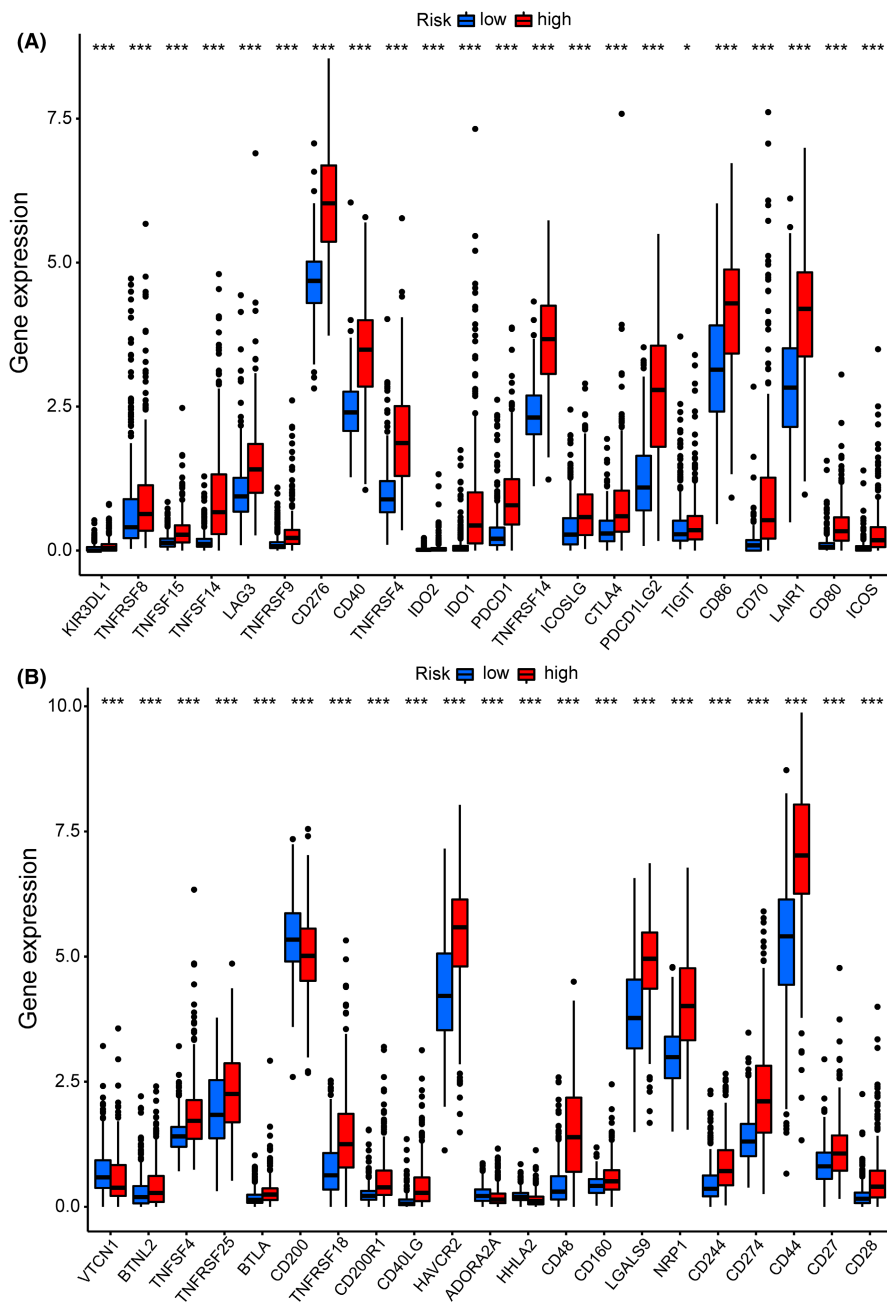 (A)
Risk low high
*** *** *** *** *** *** *** *** *** *** *** *** *** *** *** *** * *** *** *** *** ***
Gene expression
7.5
5.0
2.5
0.0
KIR3DL1 TNFRSF8 TNFSF15 TNFSF14 LAG3 TNFRSF9 CD276 CD40 TNFRSF4 IDO2 IDO1 PDCD1 TNFRSF14 ICOSLG CTLA4 PDCD1LG2 TIGIT CD86 CD70 LAIR1 CD80 ICOS
(B)
Risk low high
*** *** *** *** *** *** *** *** *** *** *** *** *** *** *** *** *** *** *** *** ***
Gene expression
10.0
7.5
5.0
2.5
0.0
VTCN1 BTNL2 TNFSF4 TNFRSF25 BTLA CD200 TNFRSF18 CD200R1 CD40LG HAVCR2 ADORA2A HHLA2 CD48 CD160 LGALS9 NRP1 CD244 CD274 CD44 CD27 CD28